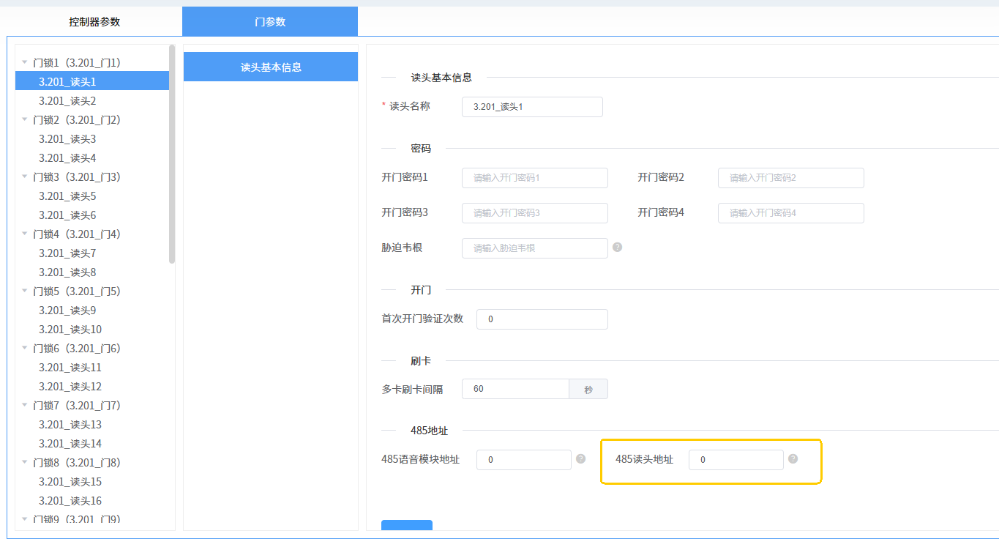 控制器参数
门参数
门锁1（3.201_门1）
3.201_读头1
3.201_读头2
门锁2（3.201_门2）
3.201_读头3
3.201_读头4
门锁3（3.201_门3）
3.201_读头5
3.201_读头6
门锁4（3.201_门4）
3.201_读头7
3.201_读头8
门锁5（3.201_门5）
3.201_读头9
3.201_读头10
门锁6（3.201_门6）
3.201_读头11
3.201_读头12
门锁7（3.201_门7）
3.201_读头13
3.201_读头14
门锁8（3.201_门8）
3.201_读头15
3.201_读头16
门锁9（3.201_门9）
读头基本信息
读头基本信息
* 读头名称 3.201_读头1
密码
开门密码1 请输入开门密码1 开门密码2 请输入开门密码2
开门密码3 请输入开门密码3 开门密码4 请输入开门密码4
胁迫韦根 请输入胁迫韦根 ?
开门
首次开门验证次数 0
刷卡
多卡刷卡间隔 60 秒
485地址
485语音模块地址 0 ? 485读头地址 0 ?